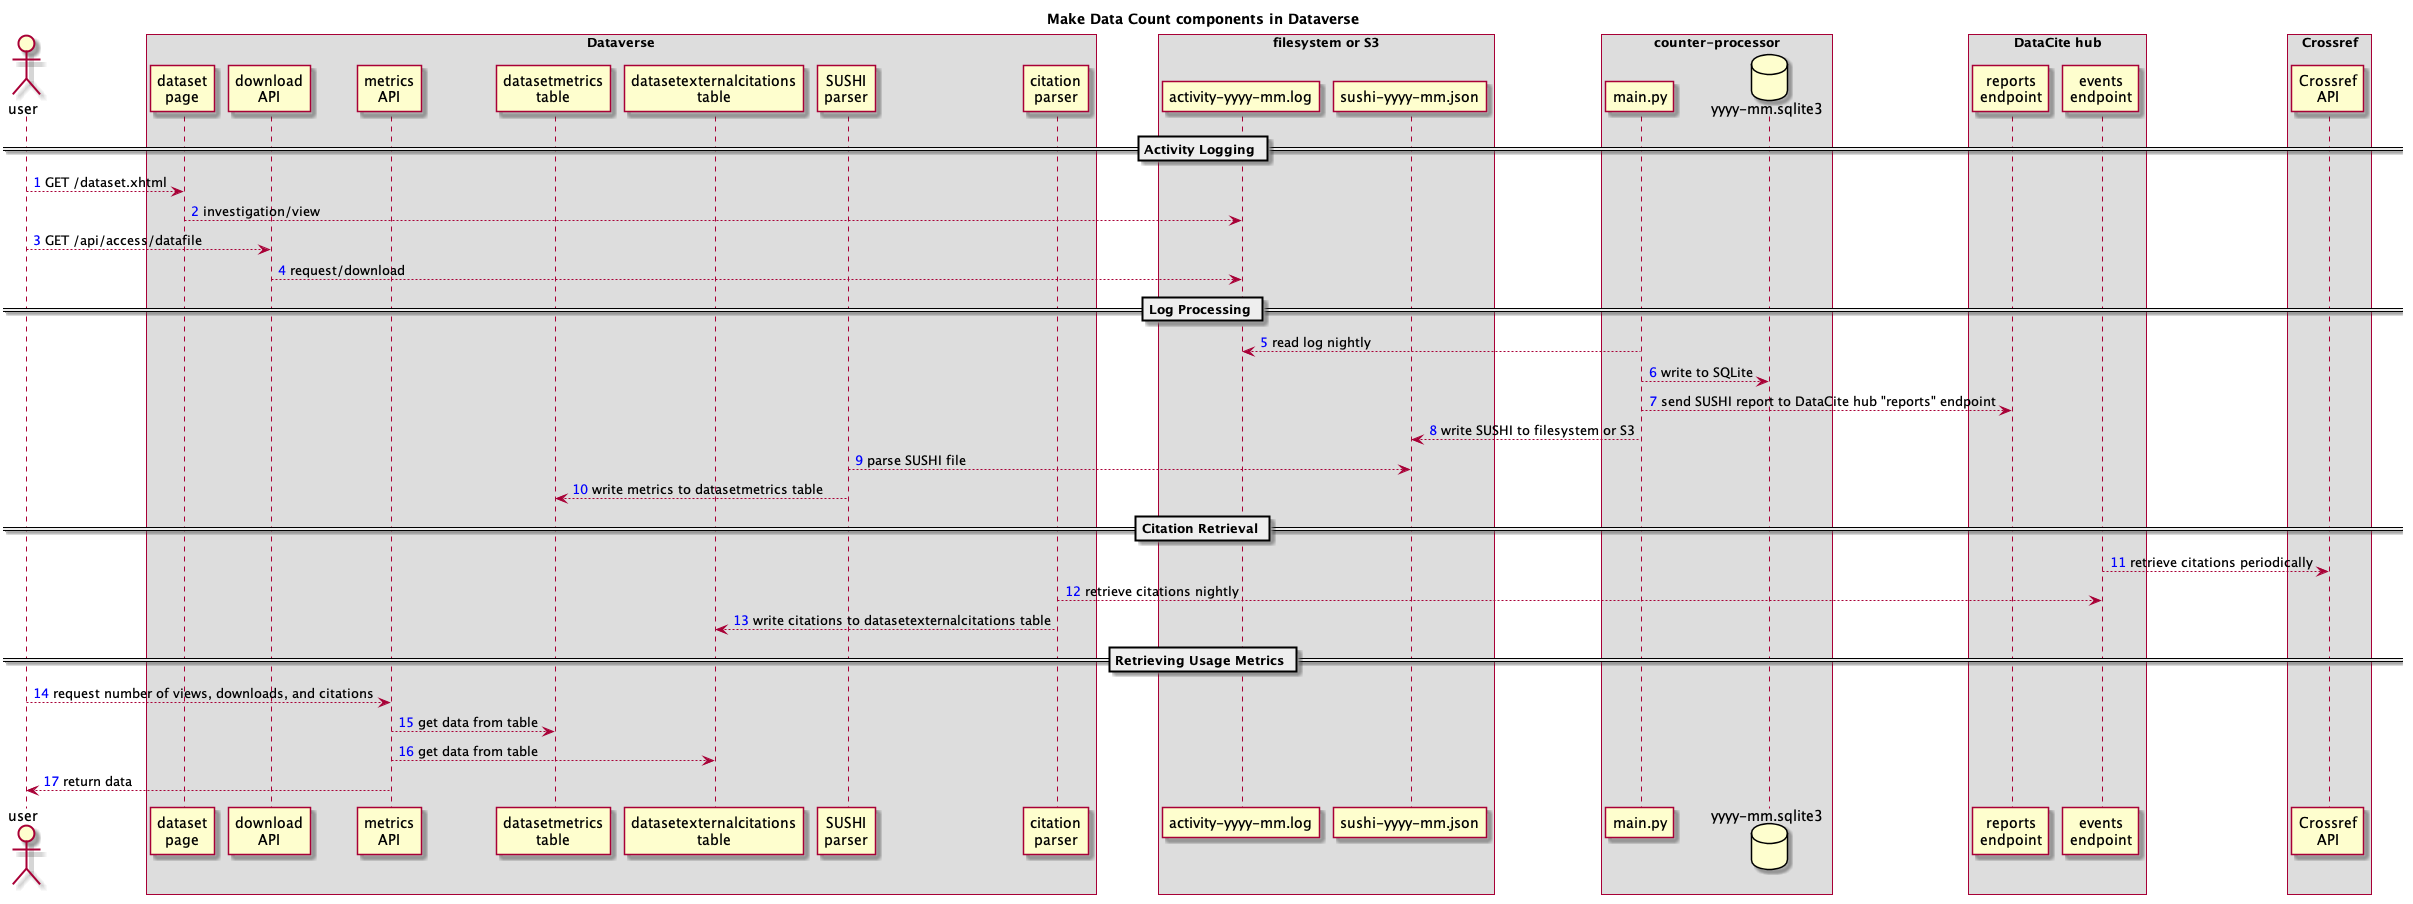 Make Data Count components in Dataverse
Dataverse
filesystem or S3
counter-processor
DataCite hub
Crossref
user
dataset
page
download
API
metrics
API
datasetmetrics
table
datasetexternalcitations
table
SUSHI
parser
citation
parser
activity-yyyy-mm.log
sushi-yyyy-mm.json
main.py
yyyy-mm.sqlite3
reports
endpoint
events
endpoint
Crossref
API
Activity Logging
1 GET /dataset.xhtml
2 investigation/view
3 GET /api/access/datafile
4 request/download
Log Processing
5 read log nightly
6 write to SQLite
7 send SUSHI report to DataCite hub "reports" endpoint
8 write SUSHI to filesystem or S3
9 parse SUSHI file
10 write metrics to datasetmetrics table
Citation Retrieval
11 retrieve citations periodically
12 retrieve citations nightly
13 write citations to datasetexternalcitations table
Retrieving Usage Metrics
14 request number of views, downloads, and citations
15 get data from table
16 get data from table
17 return data
user
dataset
page
download
API
metrics
API
datasetmetrics
table
datasetexternalcitations
table
SUSHI
parser
citation
parser
activity-yyyy-mm.log
sushi-yyyy-mm.json
main.py
yyyy-mm.sqlite3
reports
endpoint
events
endpoint
Crossref
API